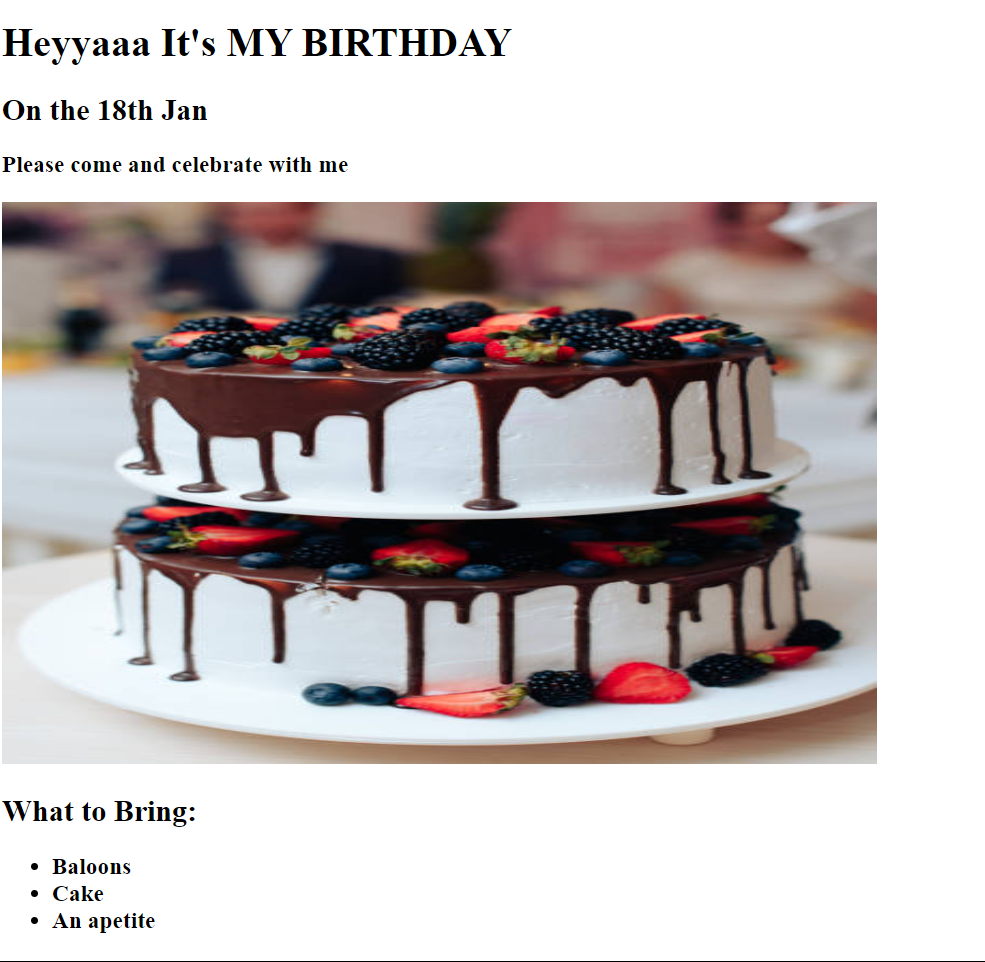 Heyyaaa It's MY BIRTHDAY
On the 18th Jan
Please come and celebrate with me
What to Bring:
Baloons
Cake
An apetite